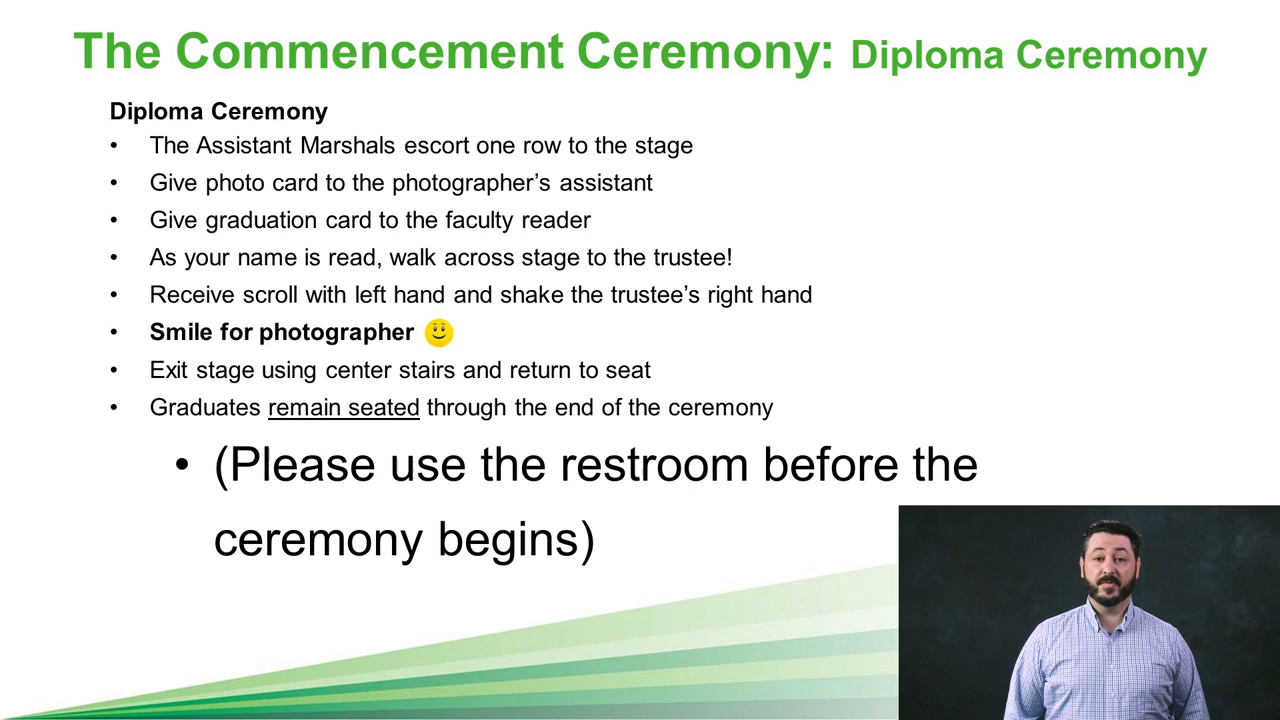 The Commencement Ceremony: Diploma Ceremony
Diploma Ceremony
• The Assistant Marshals escort one row to the stage
• Give photo card to the photographer’s assistant
• Give graduation card to the faculty reader
• As your name is read, walk across stage to the trustee!
• Receive scroll with left hand and shake the trustee’s right hand
• Smile for photographer
• Exit stage using center stairs and return to seat
• Graduates remain seated through the end of the ceremony
• (Please use the restroom before the
ceremony begins)